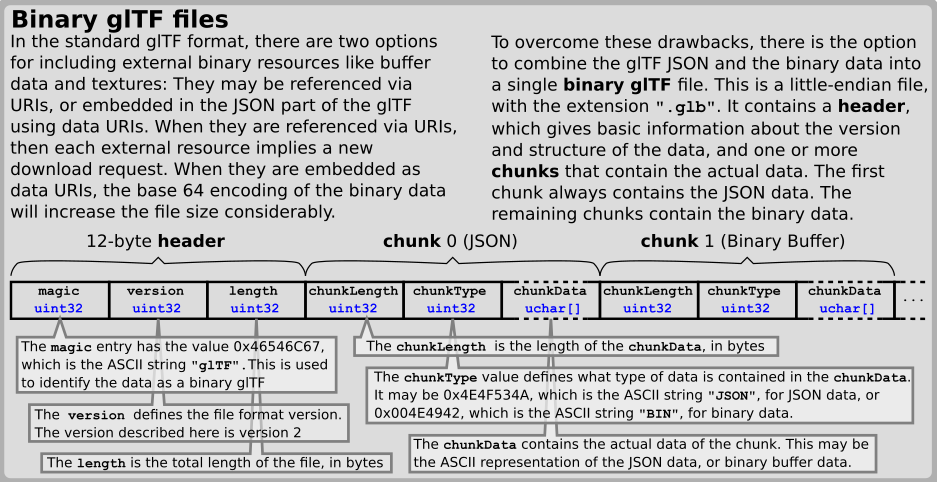 Binary glTF files
In the standard glTF format, there are two options
for including external binary resources like buffer
data and textures: They may be referenced via
URIs, or embedded in the JSON part of the glTF
using data URIs. When they are referenced via URIs,
then each external resource implies a new
download request. When they are embedded as
data URIs, the base 64 encoding of the binary data
will increase the file size considerably.
To overcome these drawbacks, there is the option
to combine the glTF JSON and the binary data into
a single binary glTF file. This is a little-endian file,
with the extension ".glb". It contains a header,
which gives basic information about the version
and structure of the data, and one or more
chunks that contain the actual data. The first
chunk always contains the JSON data. The
remaining chunks contain the binary data.
12-byte header
chunk 0 (JSON)
chunk 1 (Binary Buffer)
magic version length chunkLength chunkType chunkData chunkLength chunkType chunkData
uint32 uint32 uint32 uint32 uint32 uchar[] uint32 uint32 uchar[] ...
The magic entry has the value 0x46546C67,
which is the ASCII string "glTF".This is used
to identify the data as a binary glTF
The version defines the file format version.
The version described here is version 2
The length is the total length of the file, in bytes
The chunkLength is the length of the chunkData, in bytes
The chunkType value defines what type of data is contained in the chunkData.
It may be 0x4E4F534A, which is the ASCII string "JSON", for JSON data, or
0x004E4942, which is the ASCII string "BIN", for binary data.
The chunkData contains the actual data of the chunk. This may be
the ASCII representation of the JSON data, or binary buffer data.